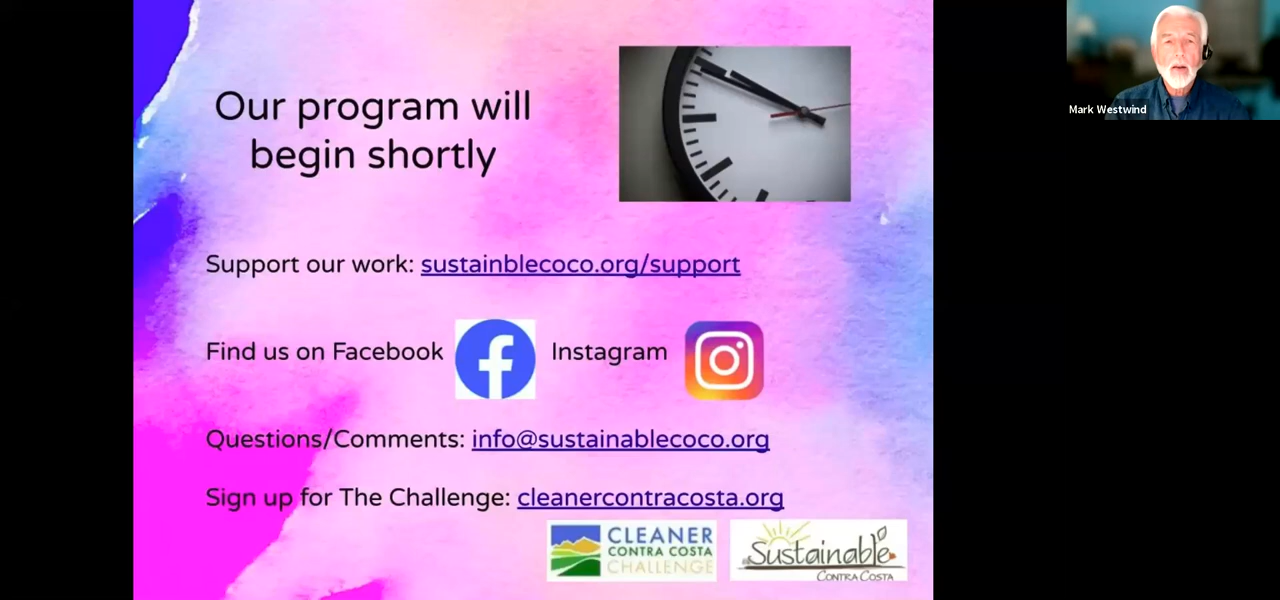 Our program will
begin shortly
Mark Westwind
Support our work: sustainblecoco.org/support
Find us on Facebook
Instagram
Questions/Comments: info@sustainablecoco.org
Sign up for The Challenge: cleanercontracosta.org
CLEANER
CONTRA COSTA
CHALLENGE
Sustainable
CONTRA COSTA